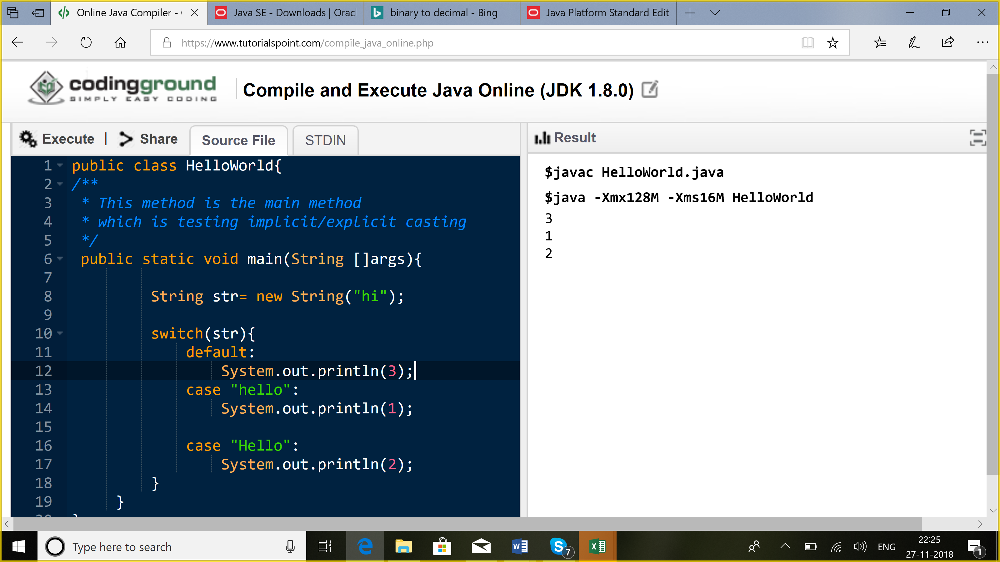 Online Java Compiler -
Java SE - Downloads | Oracl
binary to decimal - Bing
Java Platform Standard Edit
https://www.tutorialspoint.com/compile_java_online.php
codingground
SIMPLY EASY CODING
Compile and Execute Java Online (JDK 1.8.0)
Execute | Share Source File STDIN
Result
1 public class HelloWorld{
2 /**
3 * This method is the main method
4 * which is testing implicit/explicit casting
5 */
6 public static void main(String []args){
7
8 String str= new String("hi");
9
10 switch(str){
11 default:
12 System.out.println(3);
13 case "hello":
14 System.out.println(1);
15
16 case "Hello":
17 System.out.println(2);
18 }
19 }
20 }
$javac HelloWorld.java
$java -Xmx128M -Xms16M HelloWorld
3
1
2
Type here to search
7
ENG
22:25
27-11-2018
1